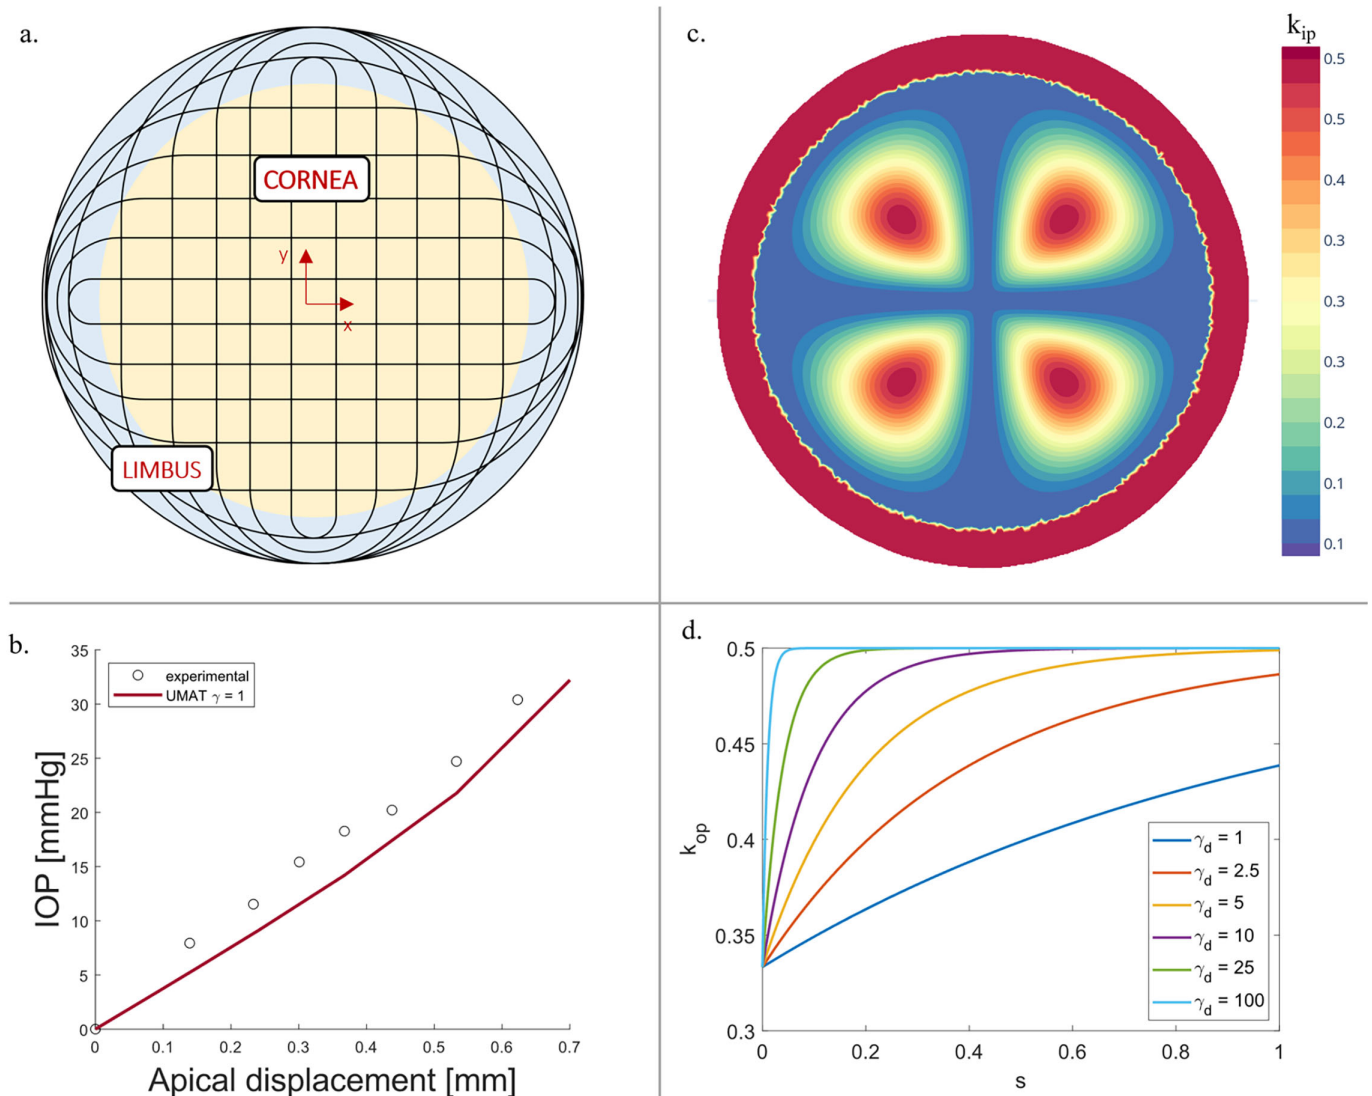 a.
CORNEA
y
x
LIMBUS
c.
k_ip
0.5
0.5
0.4
0.4
0.3
0.3
0.3
0.2
0.1
0.1
b.
35
30
25
20
15
10
5
0
experimental
UMAT γ = 1
IOP [mmHg]
0 0.1 0.2 0.3 0.4 0.5 0.6 0.7
Apical displacement [mm]
d.
0.5
0.45
0.4
0.35
0.3
k_op
γ_d = 1
γ_d = 2.5
γ_d = 5
γ_d = 10
γ_d = 25
γ_d = 100
0 0.2 0.4 0.6 0.8 1
s